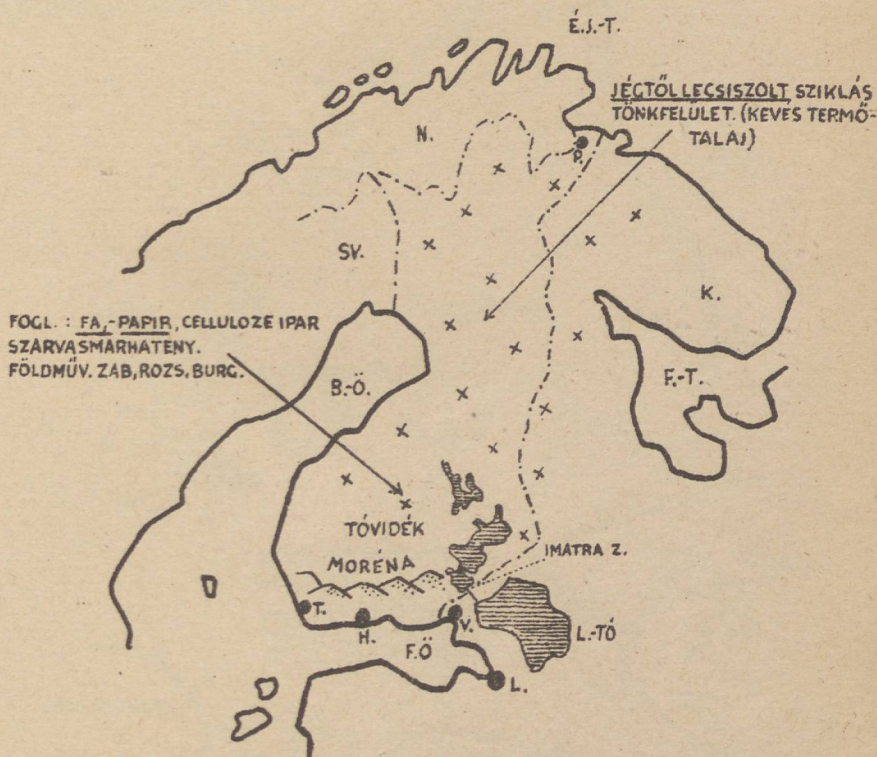 É.J.-T.
JÉGTŐL LECSISZOLT SZIKLÁS
TÖNKFELÜLET. (KEVÉS TERMŐ-
TALAJ)
N.
P.
SV.
K.
FOGL. : FA,-PAPIR, CELLULOZE IPAR
SZARVASMARHATENY.
FÖLDMŰV. ZAB, ROZS, BURG.
B.-Ö.
F.-T.
TÓVIDÉK
MORÉNA
IMATRA Z.
T.
H.
V.
L.-TÓ
F.Ö
L.